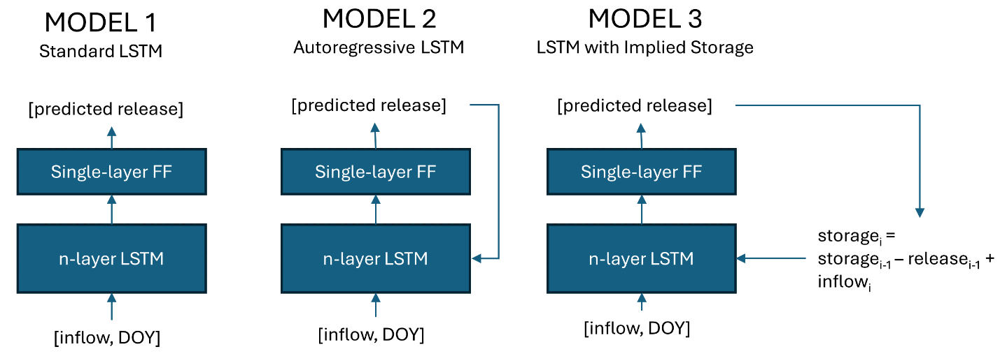 MODEL 1
Standard LSTM
[predicted release]
Single-layer FF
n-layer LSTM
[inflow, DOY]
MODEL 2
Autoregressive LSTM
[predicted release]
Single-layer FF
n-layer LSTM
[inflow, DOY]
MODEL 3
LSTM with Implied Storage
[predicted release]
Single-layer FF
n-layer LSTM
[inflow, DOY]
storageᵢ =
storageᵢ₋₁ – releaseᵢ₋₁ +
inflowᵢ